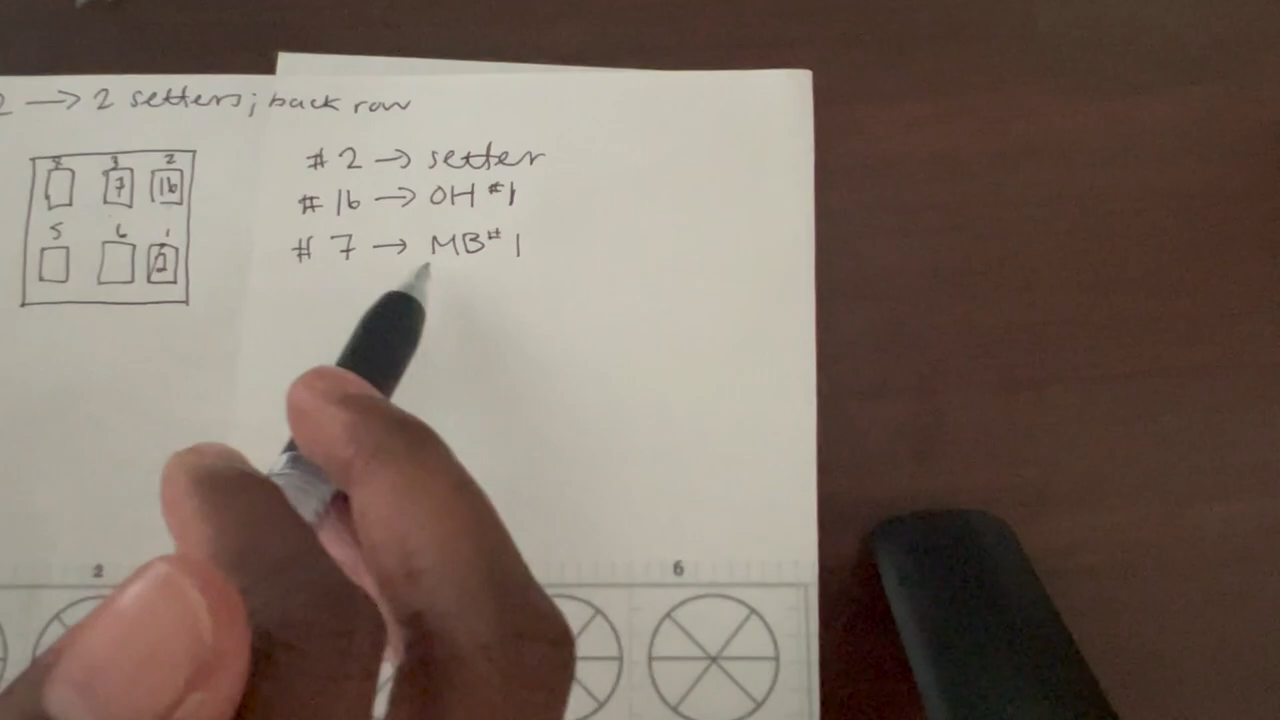 2 → 2 setters; back row
# 2 → setter
# 16 → OH #1
# 7 → MB# 1
3 2
7 16
5 6 1
2
2 6